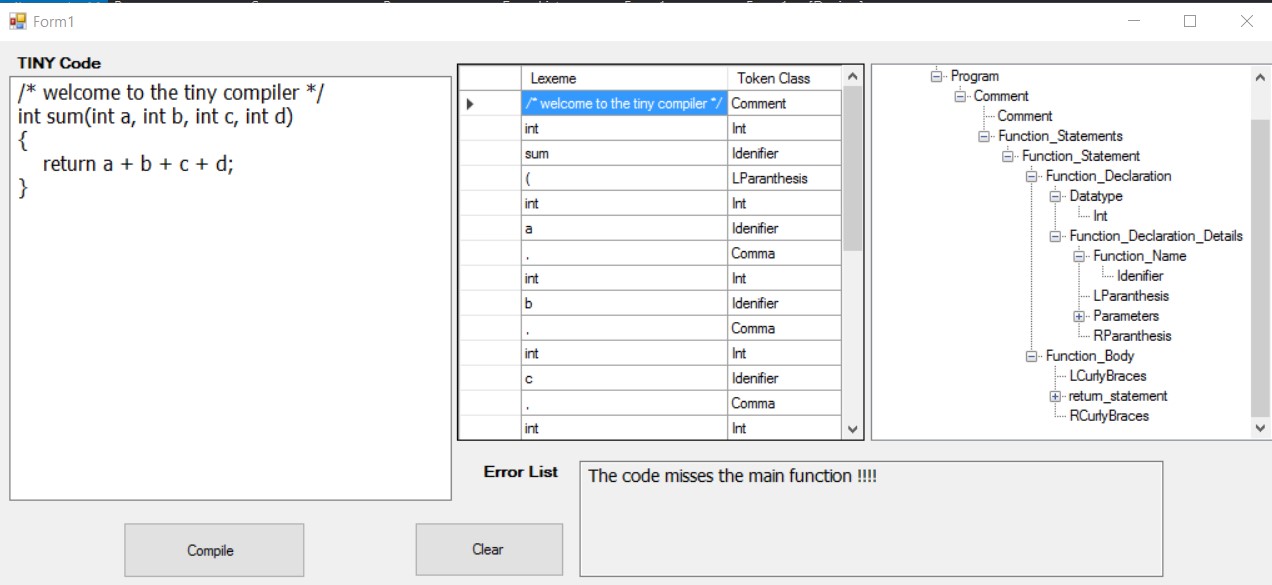 Form1
TINY Code
/* welcome to the tiny compiler */
int sum(int a, int b, int c, int d)
{
return a + b + c + d;
}
Lexeme Token Class
/* welcome to the tiny compiler */ Comment
int Int
sum Idenifier
( LParanthesis
int Int
a Idenifier
, Comma
int Int
b Idenifier
, Comma
int Int
c Idenifier
, Comma
int Int
Program
Comment
Comment
Function_Statements
Function_Statement
Function_Declaration
Datatype
Int
Function_Declaration_Details
Function_Name
Idenifier
LParanthesis
Parameters
RParanthesis
Function_Body
LCurlyBraces
return_statement
RCurlyBraces
Error List
The code misses the main function !!!!
Compile
Clear